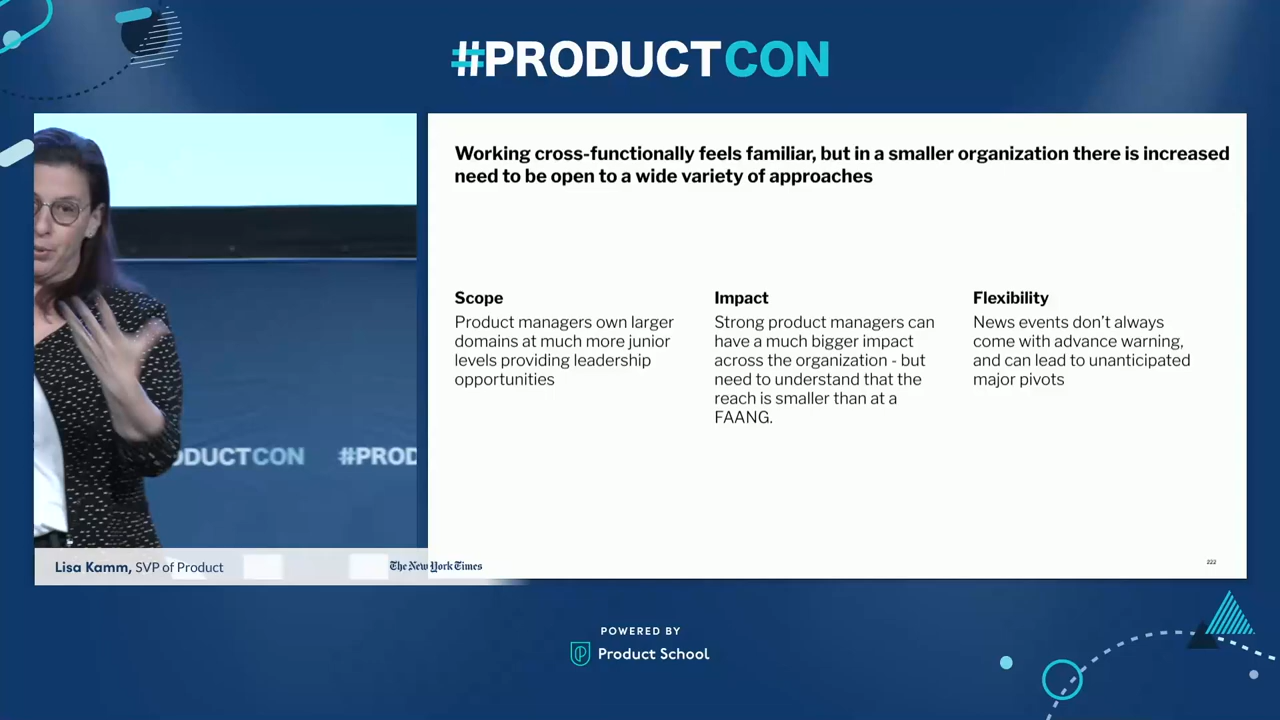 #PRODUCTCON
Working cross-functionally feels familiar, but in a smaller organization there is increased
need to be open to a wide variety of approaches
Scope
Product managers own larger
domains at much more junior
levels providing leadership
opportunities
Impact
Strong product managers can
have a much bigger impact
across the organization - but
need to understand that the
reach is smaller than at a
FAANG.
Flexibility
News events don’t always
come with advance warning,
and can lead to unanticipated
major pivots
ODUCTCON #PROD
Lisa Kamm, SVP of Product
The New York Times
222
POWERED BY
Product School